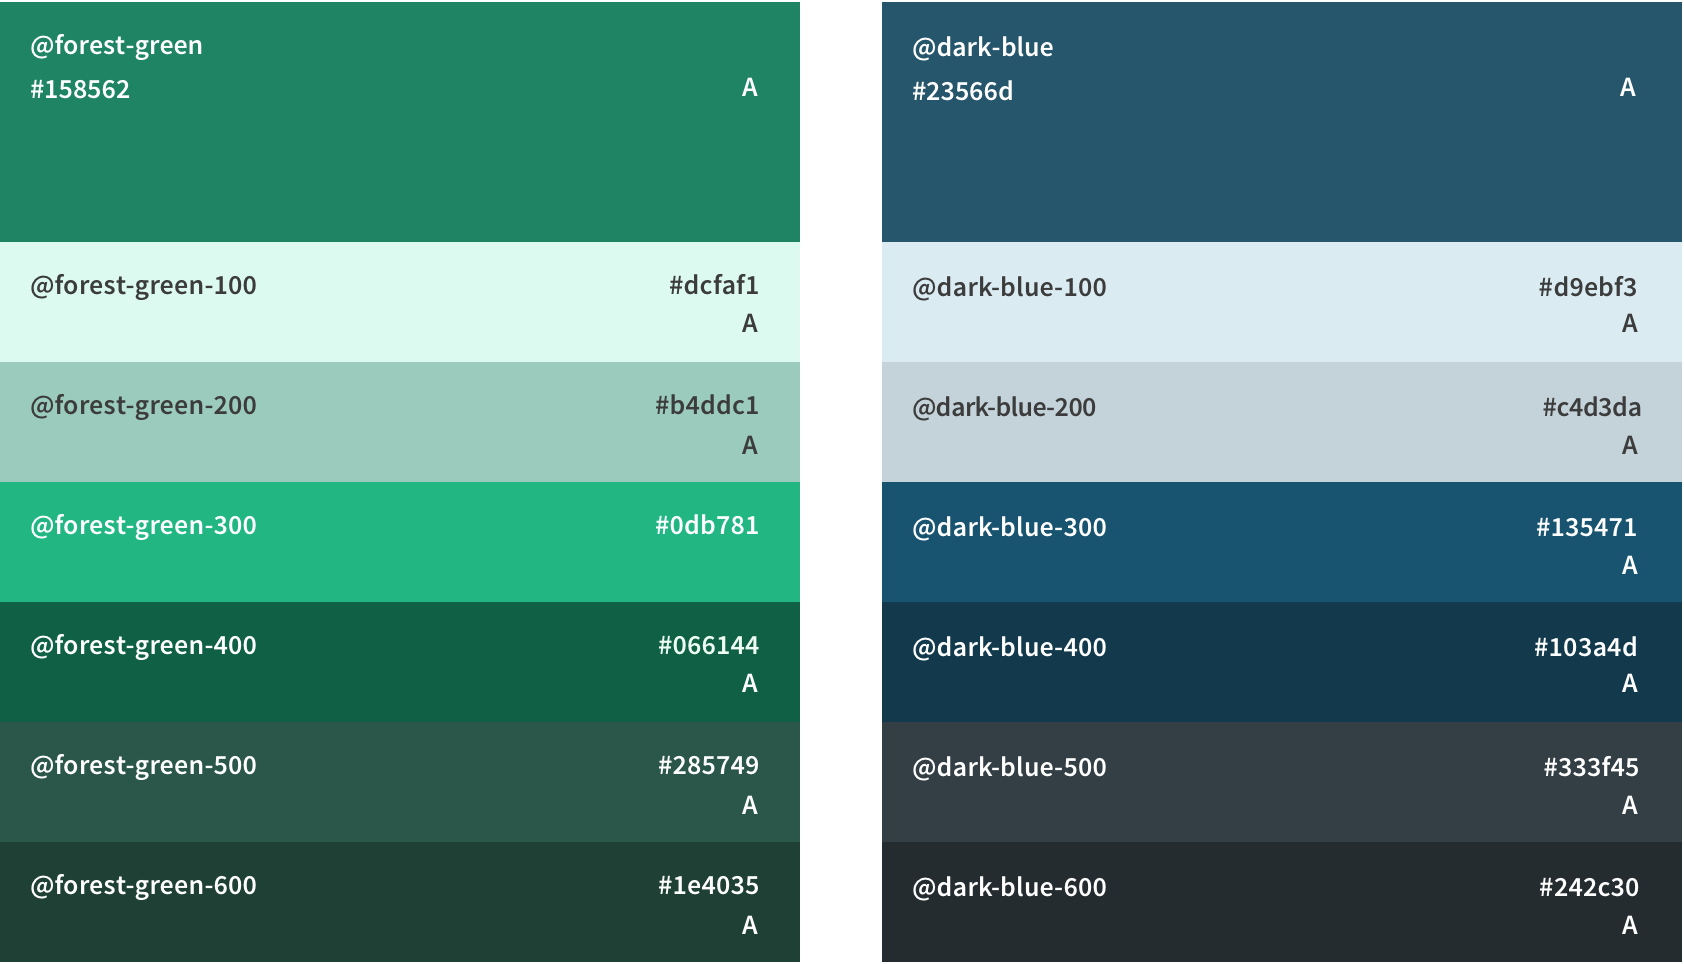 @forest-green
#158562
A
@forest-green-100 #dcfaf1
A
@forest-green-200 #b4ddc1
A
@forest-green-300 #0db781
@forest-green-400 #066144
A
@forest-green-500 #285749
A
@forest-green-600 #1e4035
A
@dark-blue
#23566d
A
@dark-blue-100 #d9ebf3
A
@dark-blue-200 #c4d3da
A
@dark-blue-300 #135471
A
@dark-blue-400 #103a4d
A
@dark-blue-500 #333f45
A
@dark-blue-600 #242c30
A